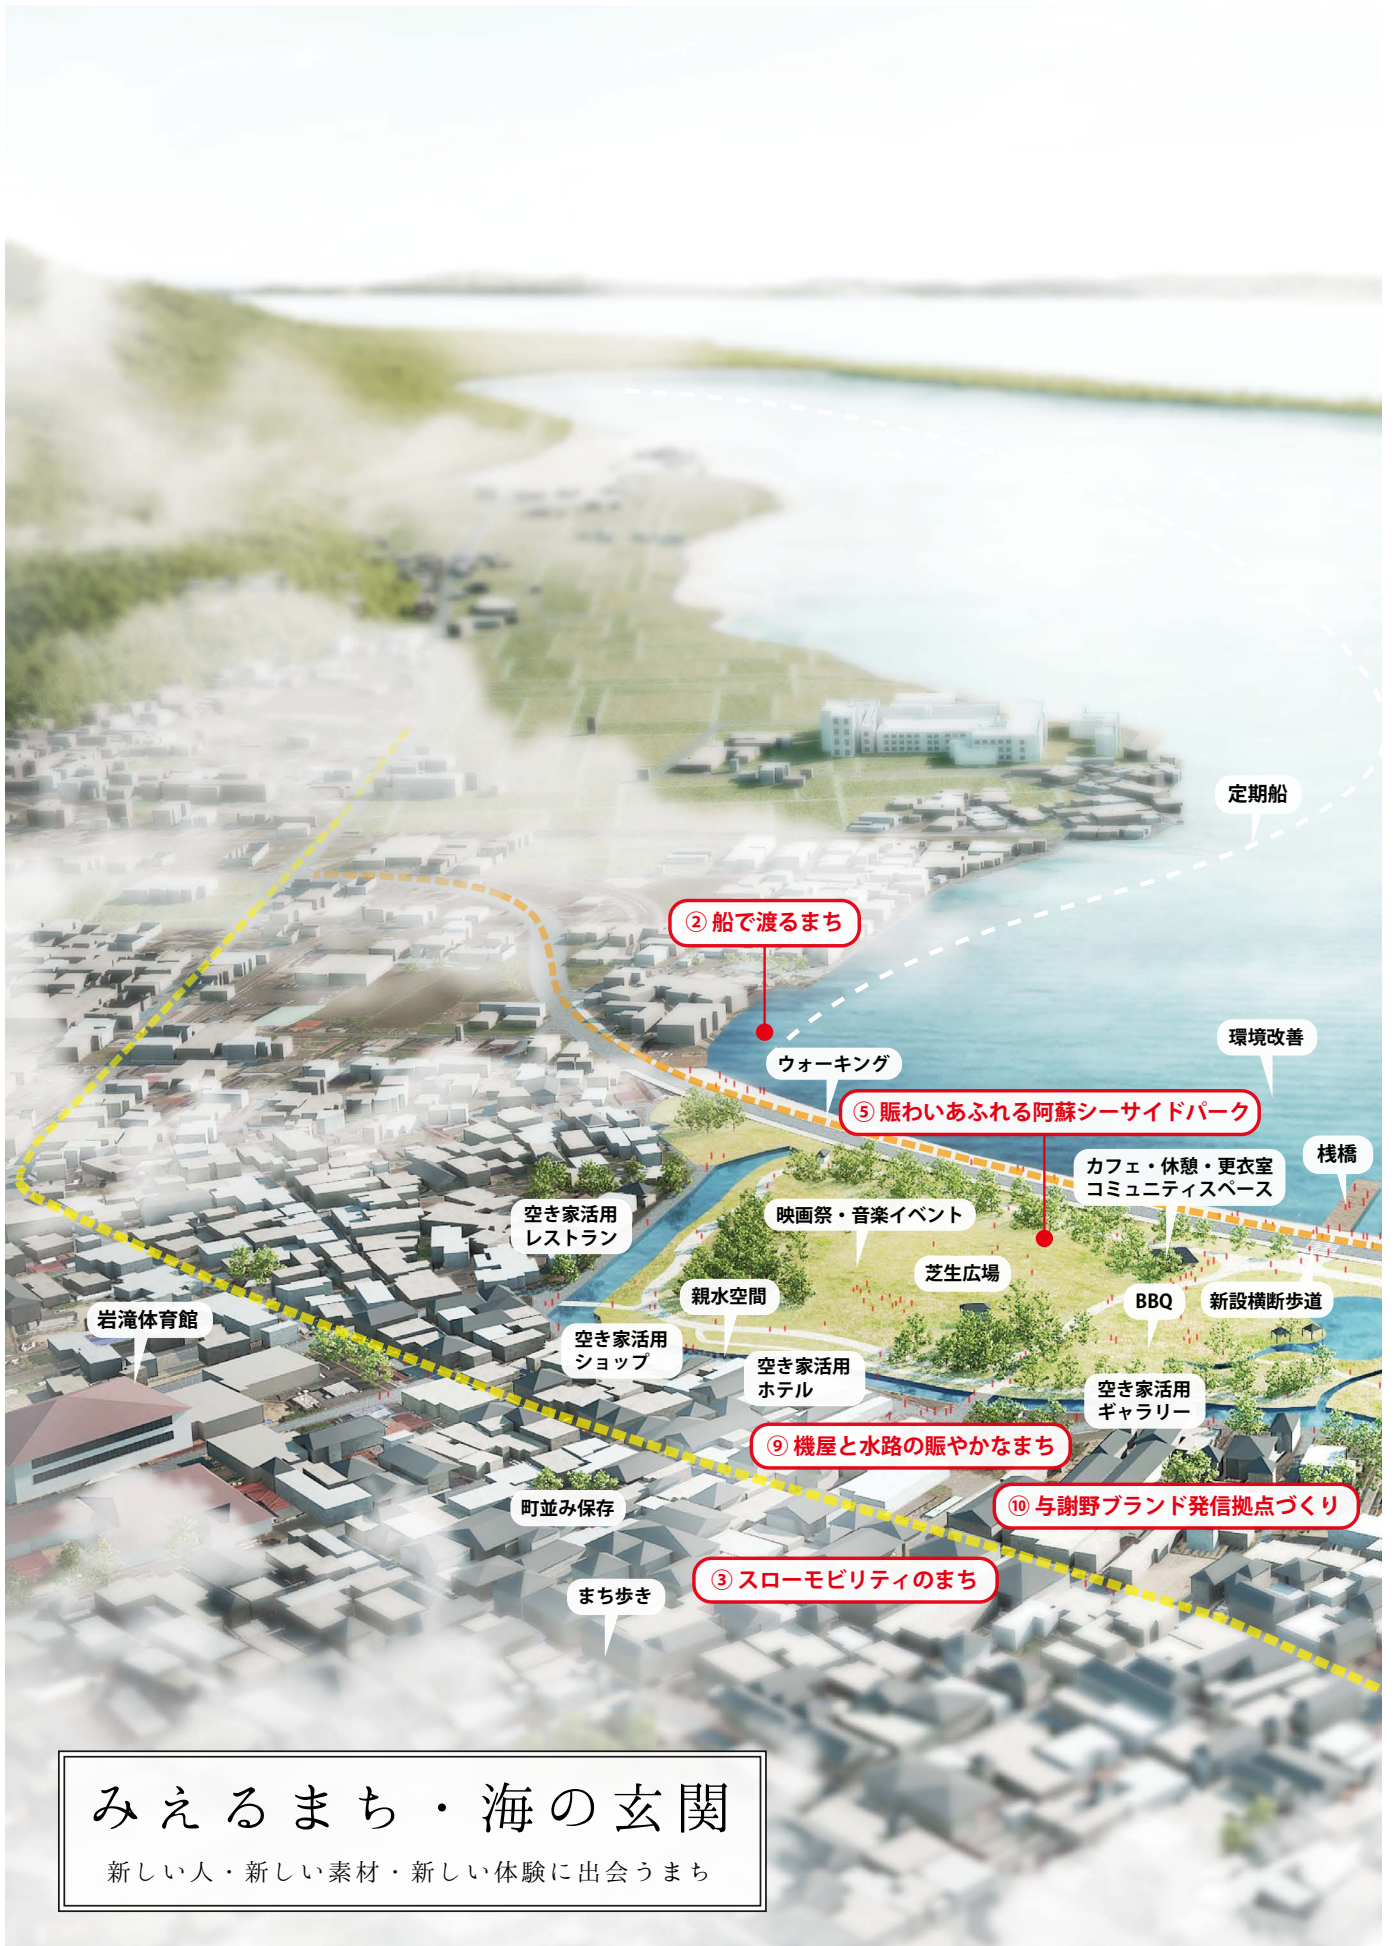 定期船
② 船で渡るまち
環境改善
ウォーキング
⑤ 賑わいあふれる阿蘇シーサイドパーク
桟橋
カフェ・休憩・更衣室
コミュニティスペース
空き家活用
レストラン
映画祭・音楽イベント
芝生広場
親水空間
BBQ
新設横断歩道
岩滝体育館
空き家活用
ショップ
空き家活用
ホテル
空き家活用
ギャラリー
⑨ 機屋と水路の賑やかなまち
町並み保存
⑩ 与謝野ブランド発信拠点づくり
③ スローモビリティのまち
まち歩き
みえるまち・海の玄関
新しい人・新しい素材・新しい体験に出会うまち